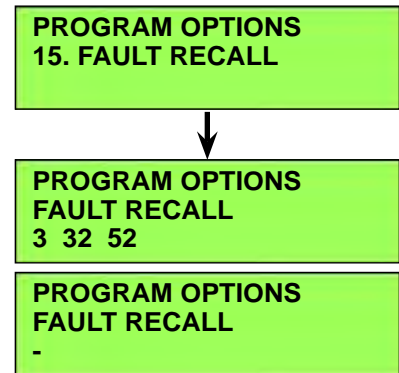 PROGRAM OPTIONS
15. FAULT RECALL
PROGRAM OPTIONS
FAULT RECALL
3 32 52
PROGRAM OPTIONS
FAULT RECALL
-